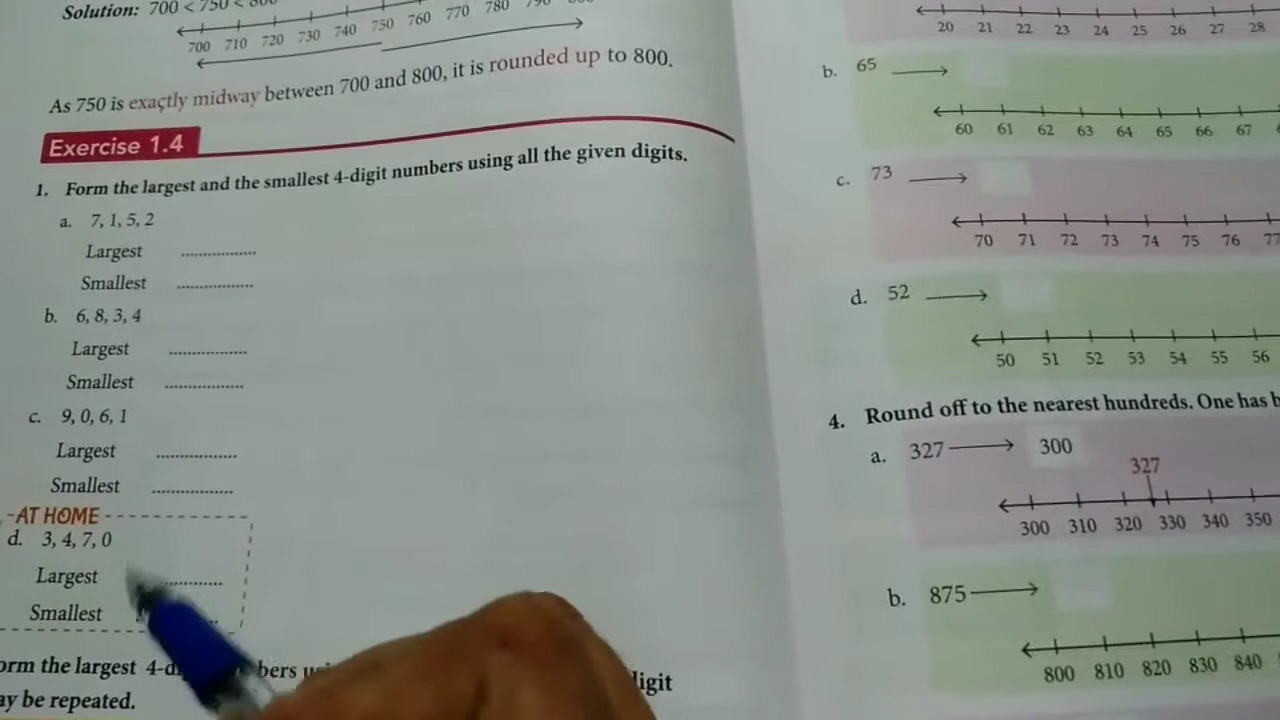 Solution: 700 < 750 < 800
700 710 720 730 740 750 760 770 780 790
As 750 is exactly midway between 700 and 800, it is rounded up to 800.
Exercise 1.4
1. Form the largest and the smallest 4-digit numbers using all the given digits.
a. 7, 1, 5, 2
Largest ..................
Smallest ..................
b. 6, 8, 3, 4
Largest ..................
Smallest ..................
c. 9, 0, 6, 1
Largest ..................
Smallest ..................
AT HOME
d. 3, 4, 7, 0
Largest ..................
Smallest
orm the largest 4-d bers us igit
ay be repeated.
20 21 22 23 24 25 26 27 28
b. 65
60 61 62 63 64 65 66 67
c. 73
70 71 72 73 74 75 76 77
d. 52
50 51 52 53 54 55 56
4. Round off to the nearest hundreds. One has b
a. 327 300
327
300 310 320 330 340 350
b. 875
800 810 820 830 840